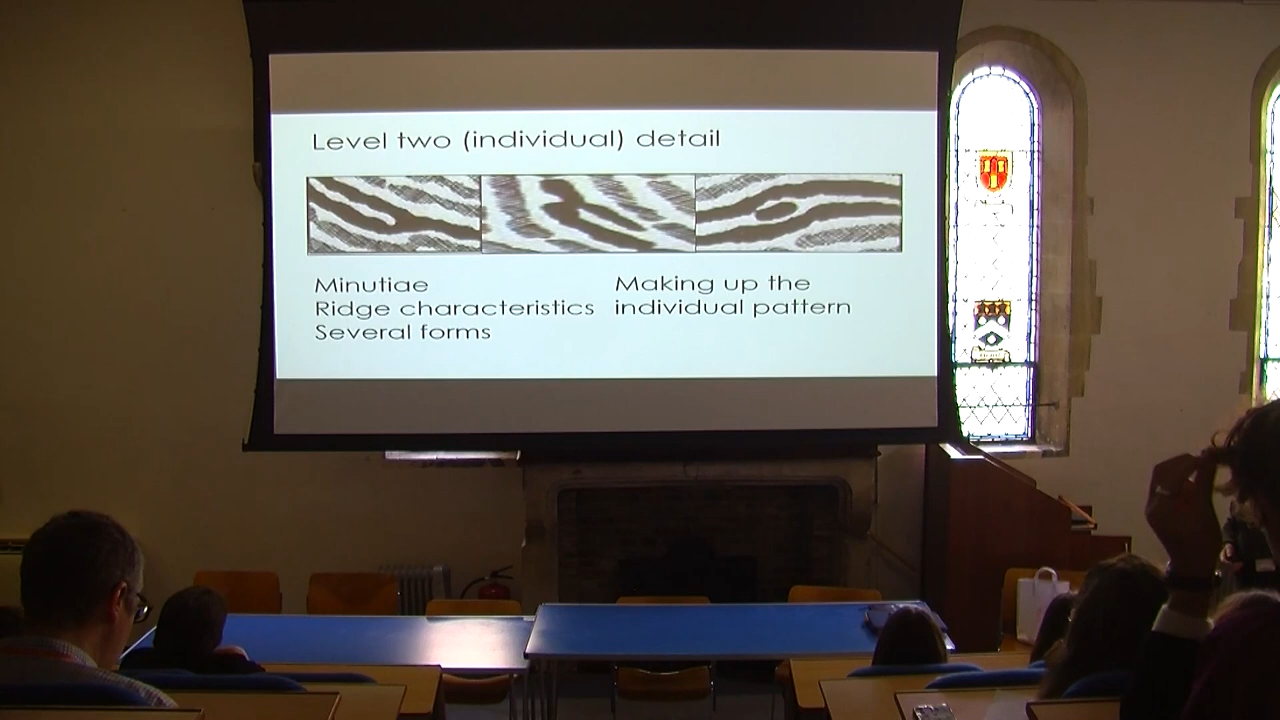 Level two (individual) detail
Minutiae
Ridge characteristics
Several forms
Making up the
individual pattern